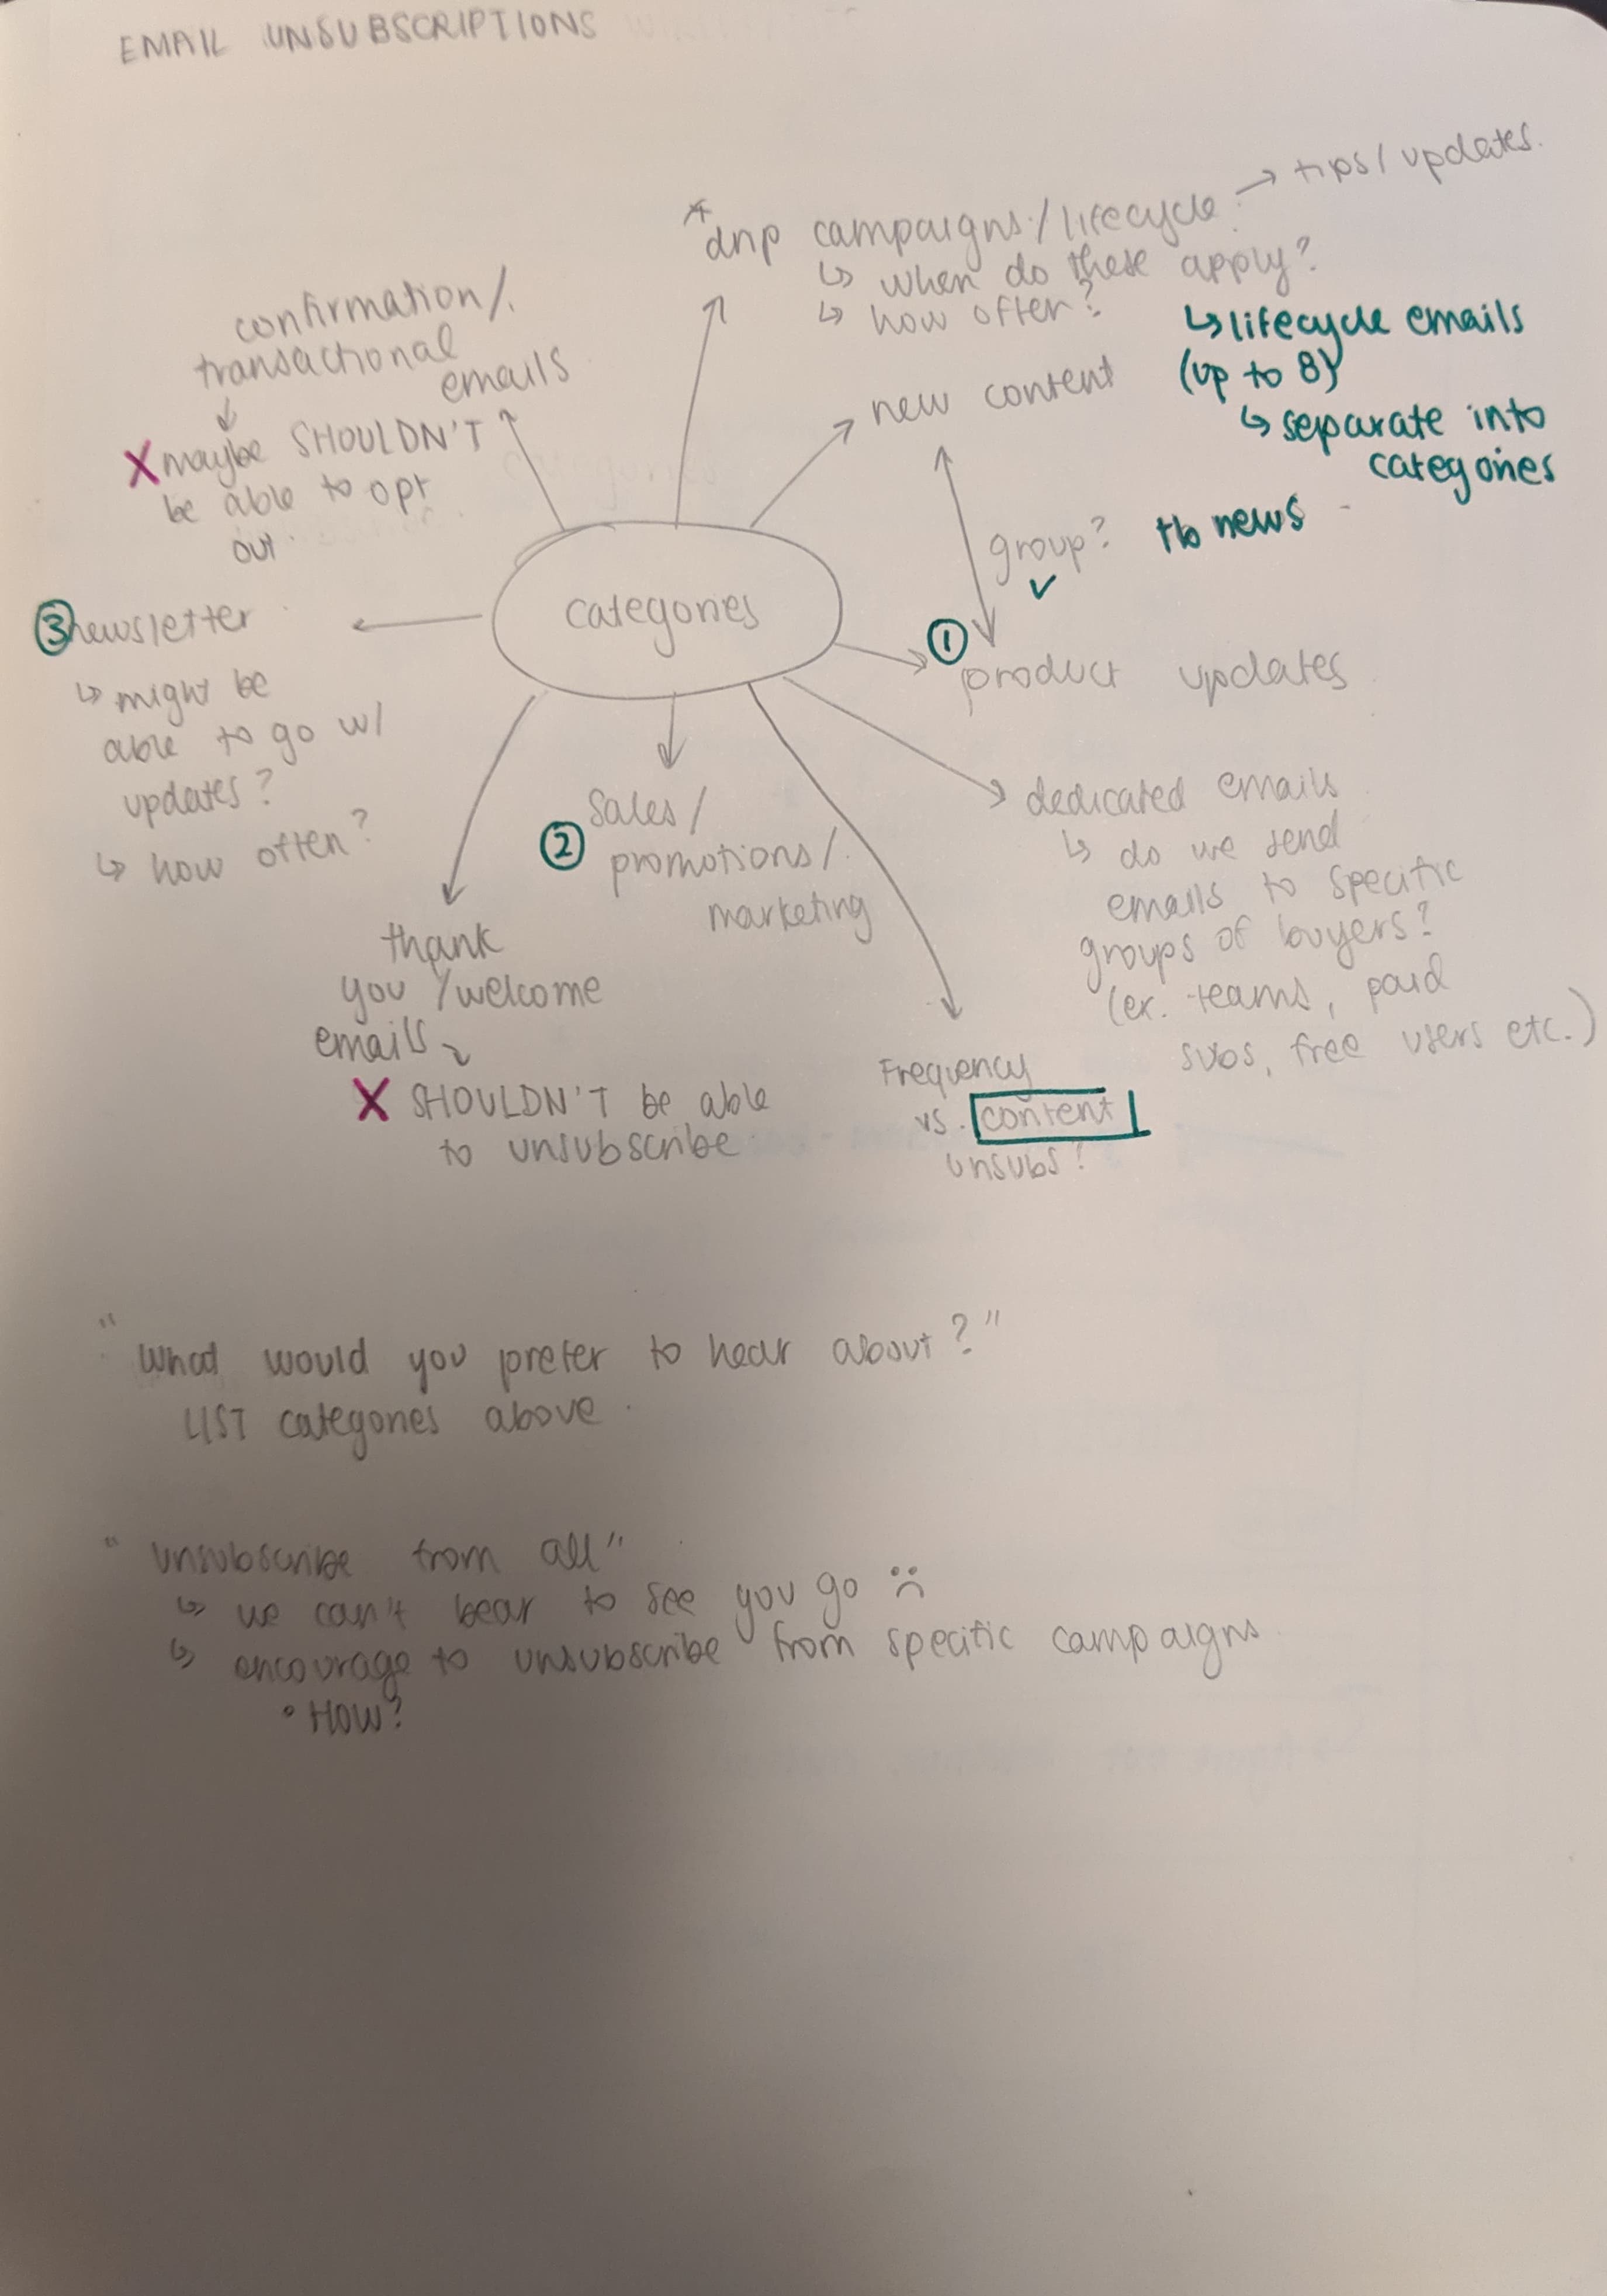 EMAIL UNSUBSCRIPTIONS
*drip campaigns/lifecycle → tips/updates.
↳ when do these apply?
↳ how often?
↳ lifecycle emails
(up to 8)
↳ separate into
categories
confirmation/
transactional
emails
↓
X maybe SHOULDN'T
be able to opt
out
new content
group? tb news
✓
categories
③ newsletter
↳ might be
able to go w/
updates?
↳ how often?
① product updates
② sales/
promotions/
marketing
dedicated emails
↳ do we send
emails to specific
groups of buyers?
(ex. teams, paid
subs, free users etc.)
thank
you/welcome
emails ↘
X SHOULDN'T be able
to unsubscribe
Frequency
vs. content
unsubs?
"What would you prefer to hear about?"
LIST categories above.
"unsubscribe from all"
↳ we can't bear to see you go :(
↳ encourage to unsubscribe from specific campaigns
• HOW?